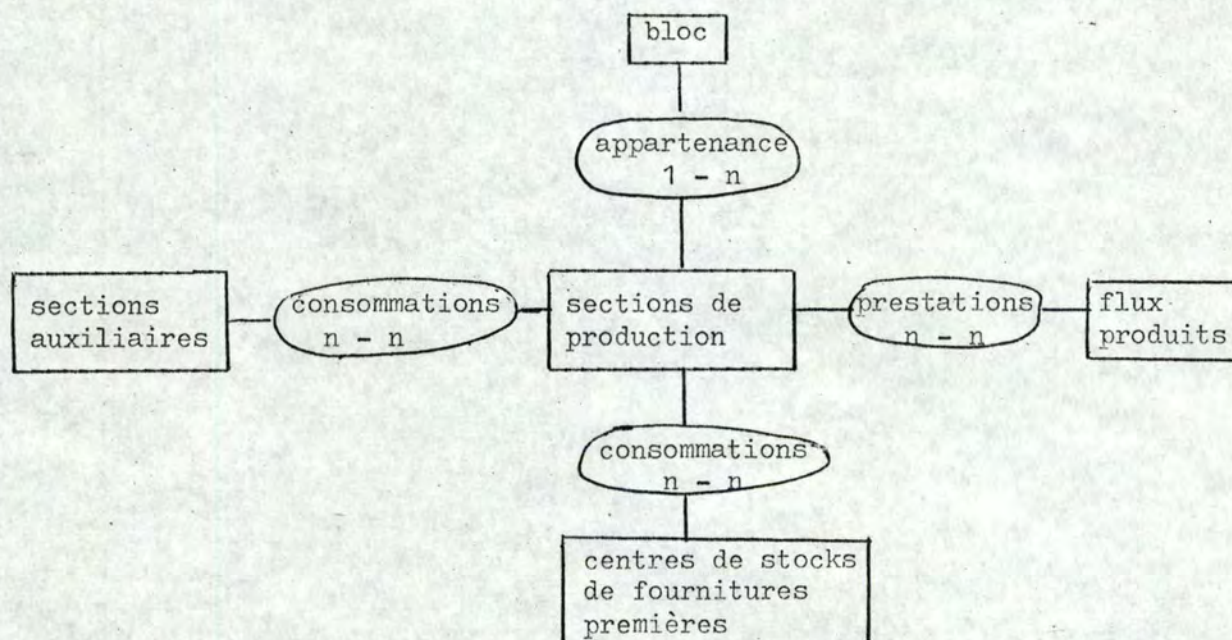 bloc
appartenance
1 - n
sections
auxiliaires
consommations
n - n
sections de
production
prestations
n - n
flux
produits
consommations
n - n
centres de stocks
de fournitures
premières